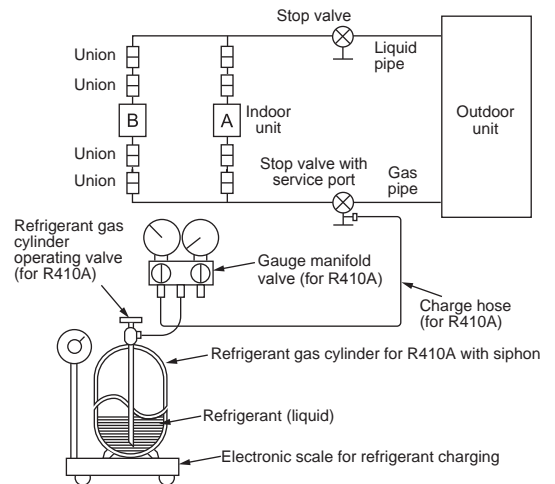 Stop valve
Liquid
pipe
Union
Union
B
A
Indoor
unit
Outdoor
unit
Union
Union
Stop valve with
service port
Gas
pipe
Refrigerant gas
cylinder
operating valve
(for R410A)
Gauge manifold
valve (for R410A)
Charge hose
(for R410A)
Refrigerant gas cylinder for R410A with siphon
Refrigerant (liquid)
Electronic scale for refrigerant charging